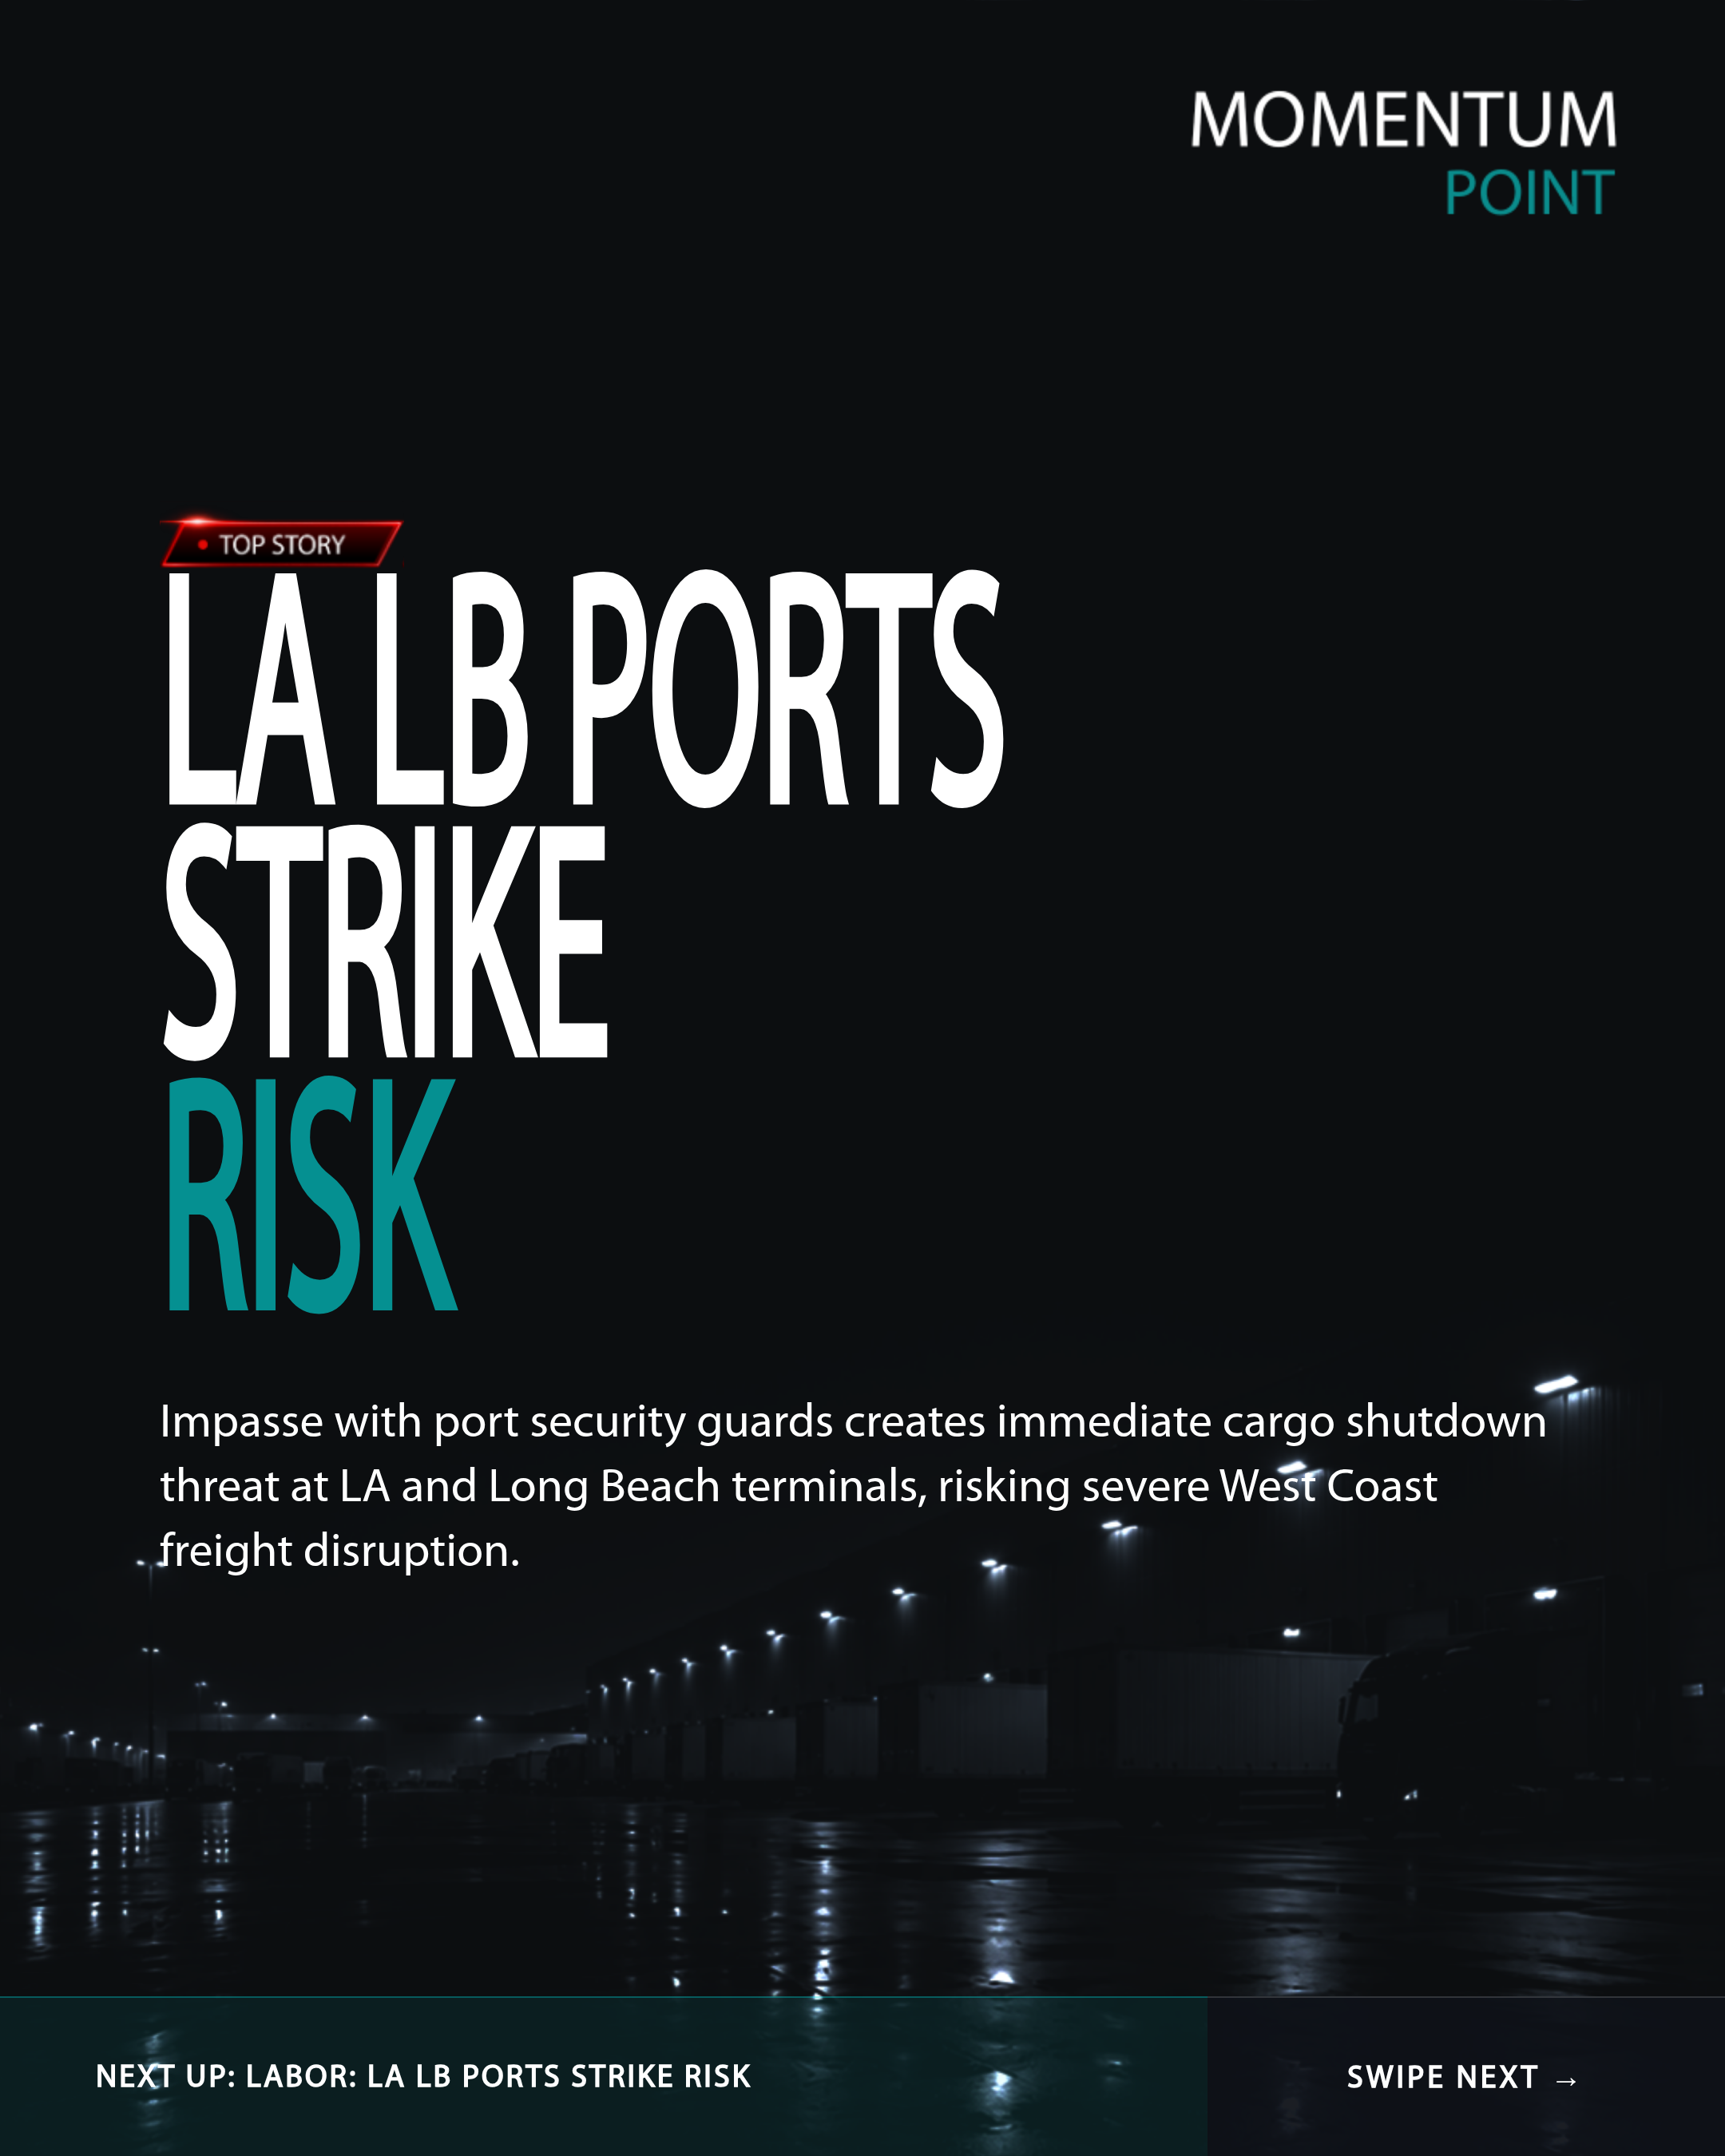 MOMENTUM
POINT
TOP STORY
LA LB PORTS
STRIKE
RISK
Impasse with port security guards creates immediate cargo shutdown
threat at LA and Long Beach terminals, risking severe West Coast
freight disruption.
NEXT UP: LABOR: LA LB PORTS STRIKE RISK
SWIPE NEXT →